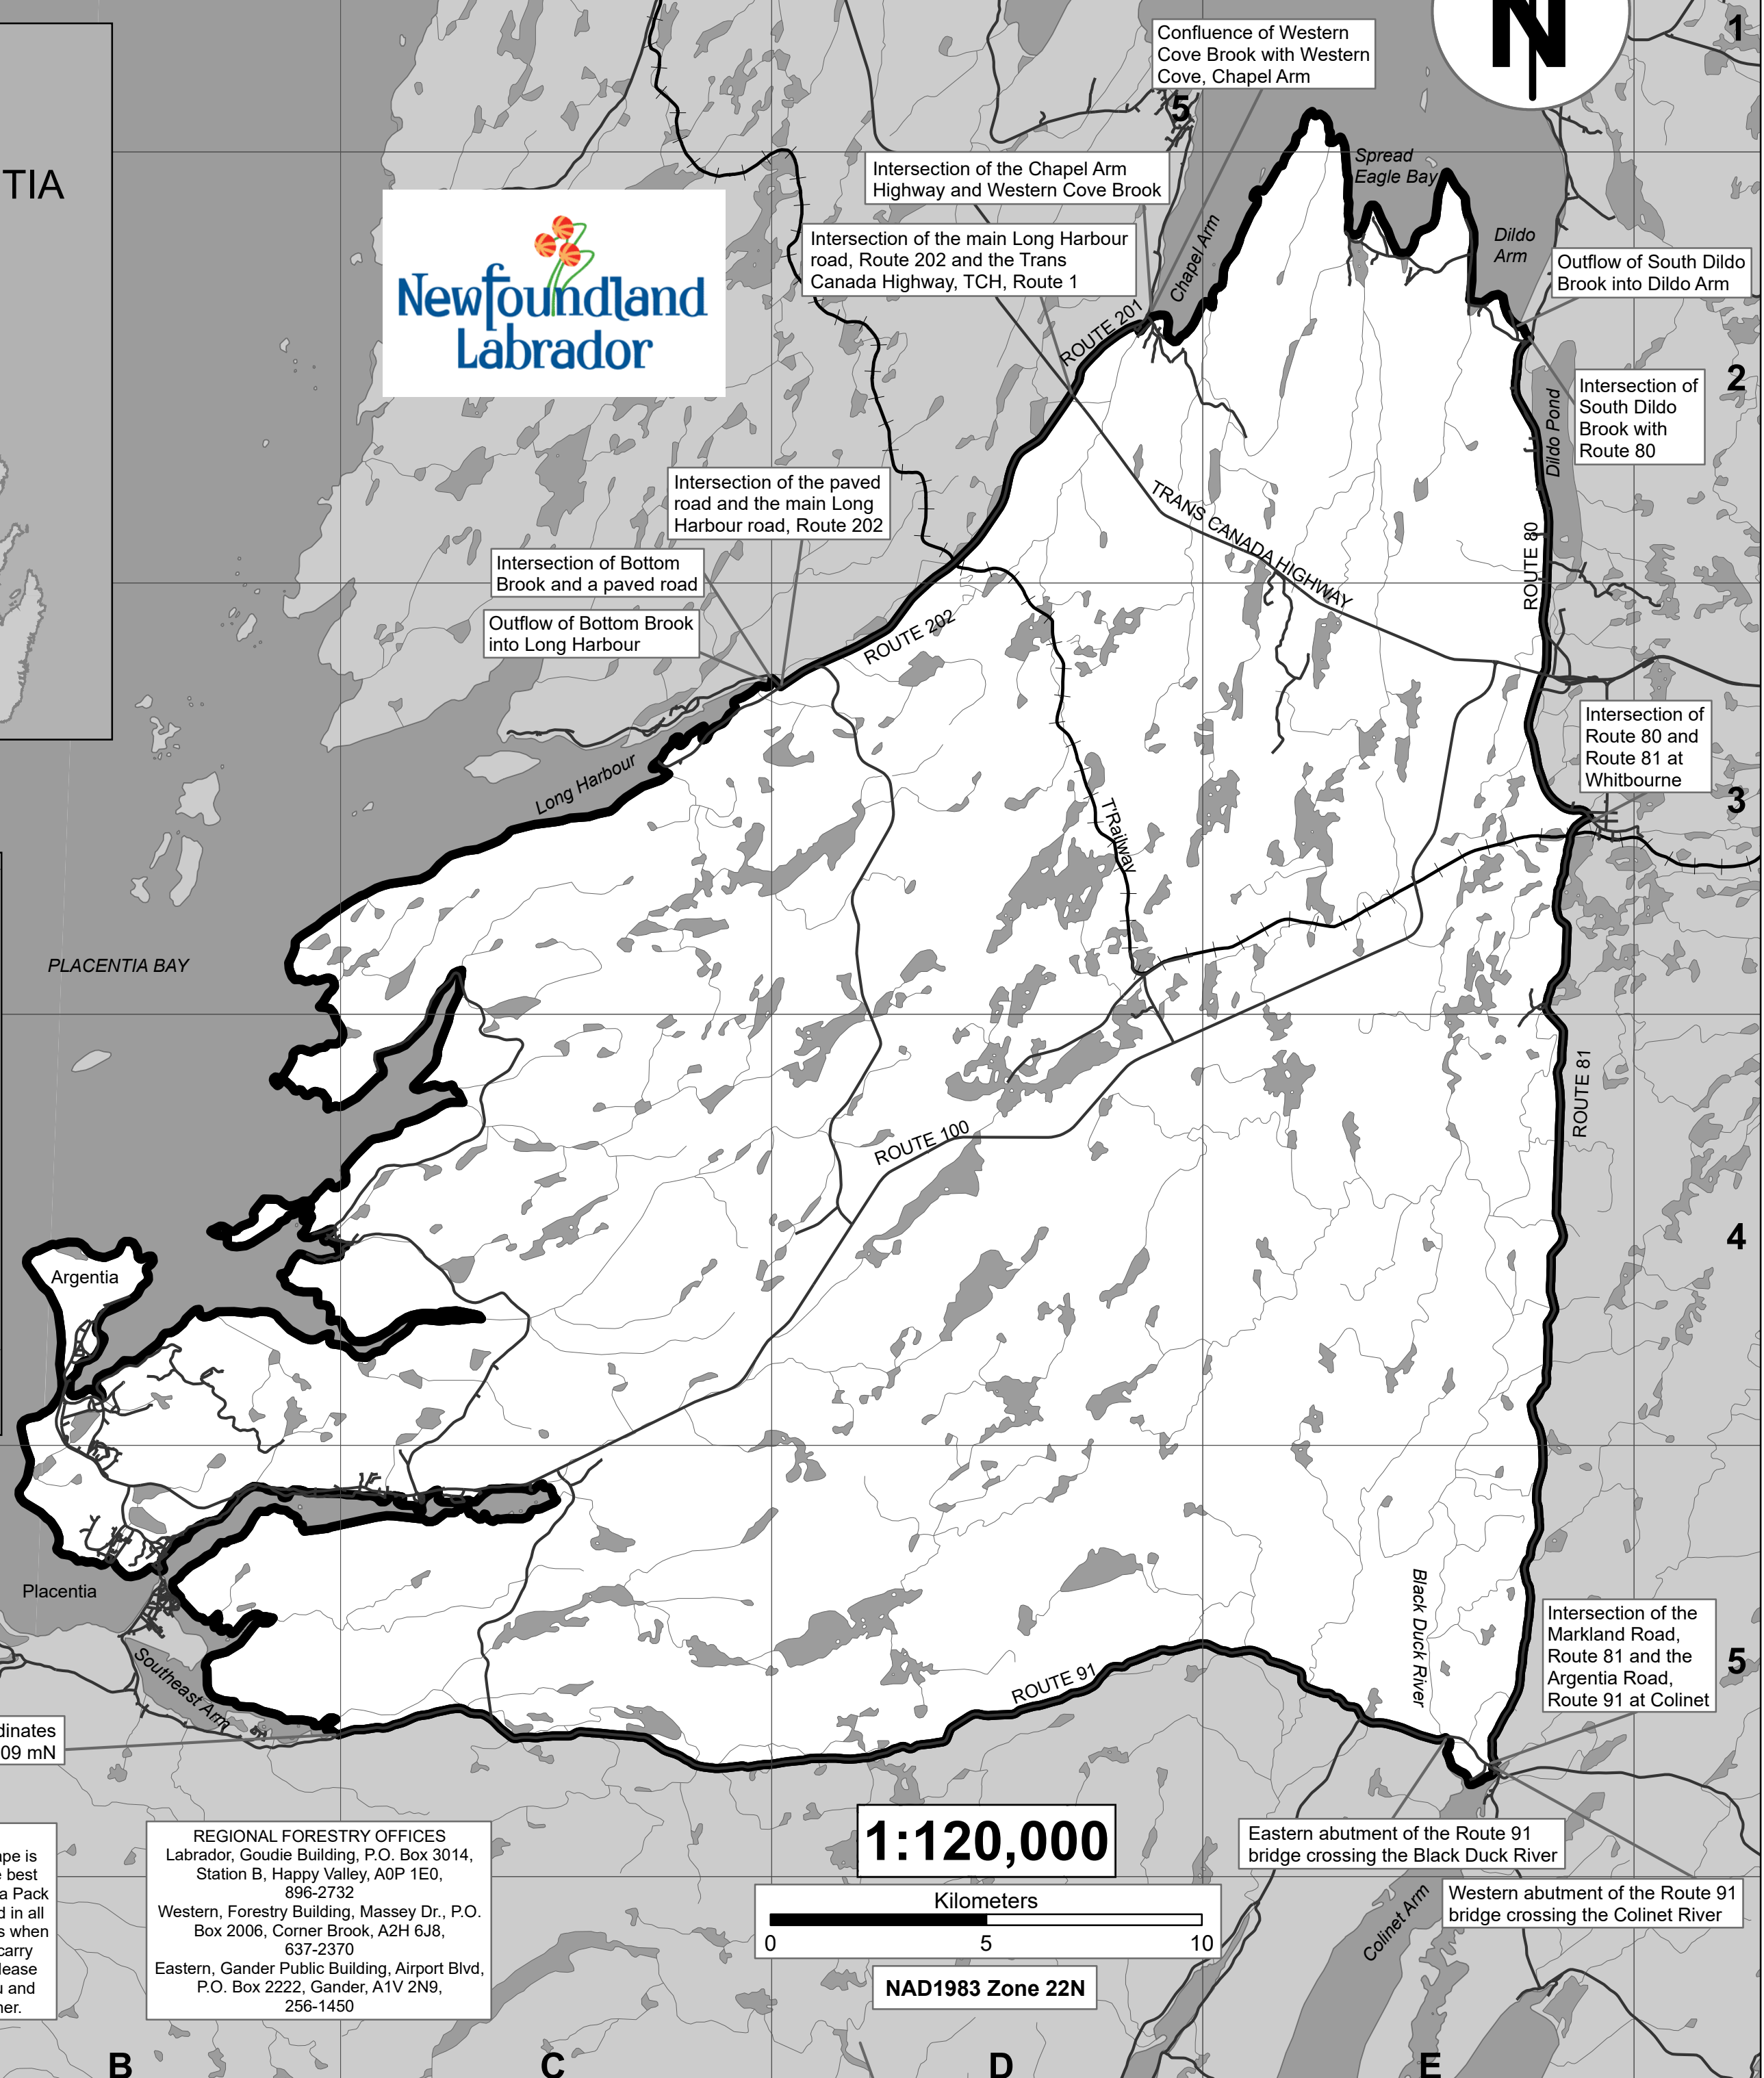 N
1
TIA
Confluence of Western
Cove Brook with Western
Cove, Chapel Arm
5
Intersection of the Chapel Arm
Highway and Western Cove Brook
Spread
Eagle Bay
Intersection of the main Long Harbour
road, Route 202 and the Trans
Canada Highway, TCH, Route 1
Chapel Arm
Dildo
Arm
Outflow of South Dildo
Brook into Dildo Arm
Newfoundland
Labrador
ROUTE 201
2
Intersection of
South Dildo
Brook with
Route 80
Dildo Pond
Intersection of the paved
road and the main Long
Harbour road, Route 202
TRANS CANADA HIGHWAY
ROUTE 80
Intersection of Bottom
Brook and a paved road
Outflow of Bottom Brook
into Long Harbour
ROUTE 202
Intersection of
Route 80 and
Route 81 at
Whitbourne
Long Harbour
T'Railway
3
PLACENTIA BAY
ROUTE 81
ROUTE 100
4
Argentia
Placentia
Black Duck River
Intersection of the
Markland Road,
Route 81 and the
Argentia Road,
Route 91 at Colinet
5
Southeast Arm
ROUTE 91
dinates
09 mN
1:120,000
Eastern abutment of the Route 91
bridge crossing the Black Duck River
Western abutment of the Route 91
bridge crossing the Colinet River
Colinet Arm
Kilometers
0 5 10
NAD1983 Zone 22N
ape is
e best
a Pack
d in all
s when
carry
lease
u and
ner.
REGIONAL FORESTRY OFFICES
Labrador, Goudie Building, P.O. Box 3014,
Station B, Happy Valley, A0P 1E0,
896-2732
Western, Forestry Building, Massey Dr., P.O.
Box 2006, Corner Brook, A2H 6J8,
637-2370
Eastern, Gander Public Building, Airport Blvd,
P.O. Box 2222, Gander, A1V 2N9,
256-1450
B C D E